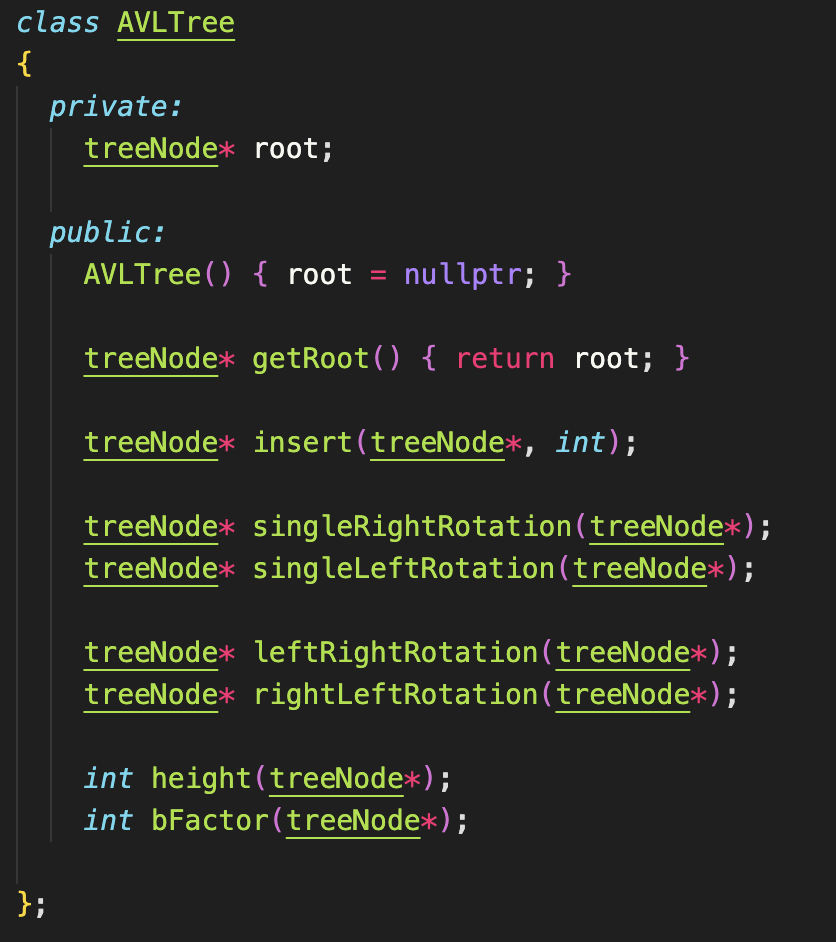 class AVLTree
{
private:
treeNode* root;
public:
AVLTree() { root = nullptr; }
treeNode* getRoot() { return root; }
treeNode* insert(treeNode*, int);
treeNode* singleRightRotation(treeNode*);
treeNode* singleLeftRotation(treeNode*);
treeNode* leftRightRotation(treeNode*);
treeNode* rightLeftRotation(treeNode*);
int height(treeNode*);
int bFactor(treeNode*);
};